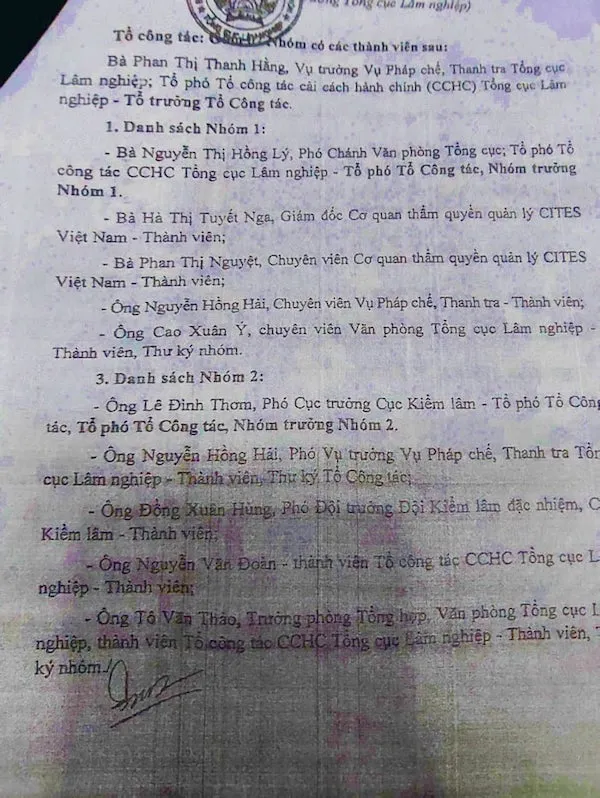 Tổng cục Lâm nghiệp)
Tổ công tác: Nhóm có các thành viên sau:
Bà Phan Thị Thanh Hằng, Vụ trưởng Vụ Pháp chế, Thanh tra Tổng cục
Lâm nghiệp; Tổ phó Tổ công tác cải cách hành chính (CCHC) Tổng cục Lâm
nghiệp - Tổ trưởng Tổ Công tác.
1. Danh sách Nhóm 1:
- Bà Nguyễn Thị Hồng Lý, Phó Chánh Văn phòng Tổng cục; Tổ phó Tổ
công tác CCHC Tổng cục Lâm nghiệp - Tổ phó Tổ Công tác, Nhóm trưởng
Nhóm 1.
- Bà Hà Thị Tuyết Nga, Giám đốc Cơ quan thẩm quyền quản lý CITES
Việt Nam - Thành viên;
- Bà Phan Thị Nguyệt, Chuyên viên Cơ quan thẩm quyền quản lý CITES
Việt Nam - Thành viên;
- Ông Nguyễn Hồng Hải, Chuyên viên Vụ Pháp chế, Thanh tra - Thành viên;
- Ông Cao Xuân Ý, chuyên viên Văn phòng Tổng cục Lâm nghiệp -
Thành viên, Thư ký nhóm.
3. Danh sách Nhóm 2:
- Ông Lê Đình Thơm, Phó Cục trưởng Cục Kiểm lâm - Tổ phó Tổ Công
tác, Tổ phó Tổ Công tác, Nhóm trưởng Nhóm 2.
- Ông Nguyễn Hồng Hải, Phó Vụ trưởng Vụ Pháp chế, Thanh tra Tổn
cục Lâm nghiệp - Thành viên, Thư ký Tổ Công tác;
- Ông Đồng Xuân Hùng, Phó Đội trưởng Đội Kiểm lâm đặc nhiệm, C
Kiểm lâm - Thành viên;
- Ông Nguyễn Văn Đoàn - thành viên Tổ công tác CCHC Tổng cục L
nghiệp - Thành viên;
- Ông Tô Văn Thảo, Trưởng phòng Tổng hợp, Văn phòng Tổng cục L
nghiệp, thành viên Tổ công tác CCHC Tổng cục Lâm nghiệp - Thành viên, T
ký nhóm./